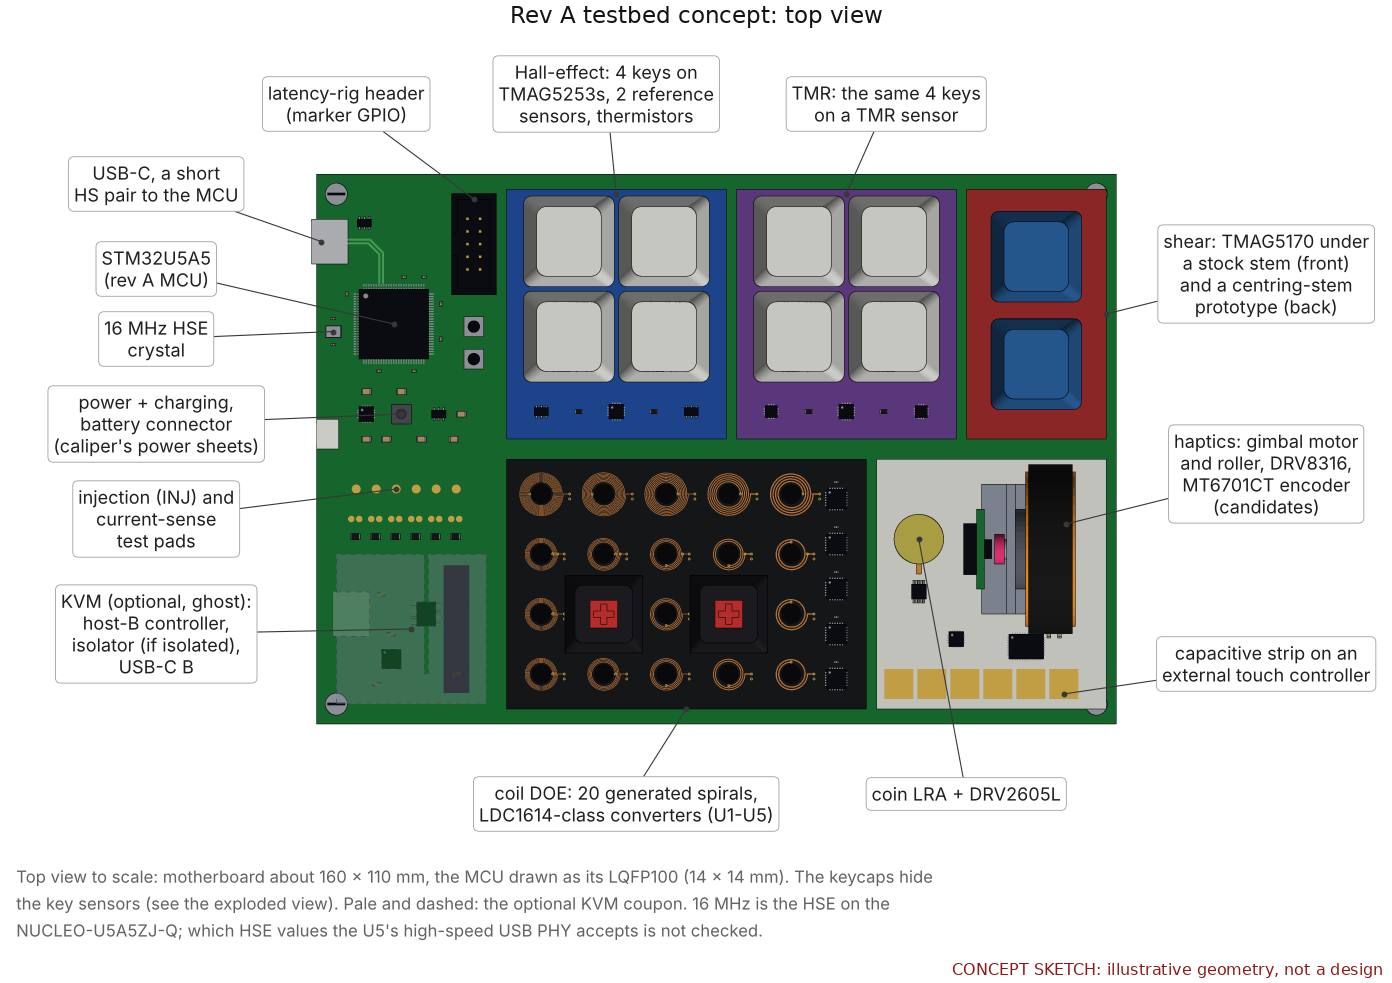 Rev A testbed concept: top view
Hall-effect: 4 keys on
TMAG5253s, 2 reference
sensors, thermistors
latency-rig header
(marker GPIO)
TMR: the same 4 keys
on a TMR sensor
USB-C, a short
HS pair to the MCU
STM32U5A5
(rev A MCU)
16 MHz HSE
crystal
shear: TMAG5170 under
a stock stem (front)
and a centring-stem
prototype (back)
power + charging,
battery connector
(caliper's power sheets)
haptics: gimbal motor
and roller, DRV8316,
MT6701CT encoder
(candidates)
injection (INJ) and
current-sense
test pads
KVM (optional, ghost):
host-B controller,
isolator (if isolated),
USB-C B
capacitive strip on an
external touch controller
coil DOE: 20 generated spirals,
LDC1614-class converters (U1-U5)
coin LRA + DRV2605L
Top view to scale: motherboard about 160 × 110 mm, the MCU drawn as its LQFP100 (14 × 14 mm). The keycaps hide
the key sensors (see the exploded view). Pale and dashed: the optional KVM coupon. 16 MHz is the HSE on the
NUCLEO-U5A5ZJ-Q; which HSE values the U5's high-speed USB PHY accepts is not checked.
CONCEPT SKETCH: illustrative geometry, not a design